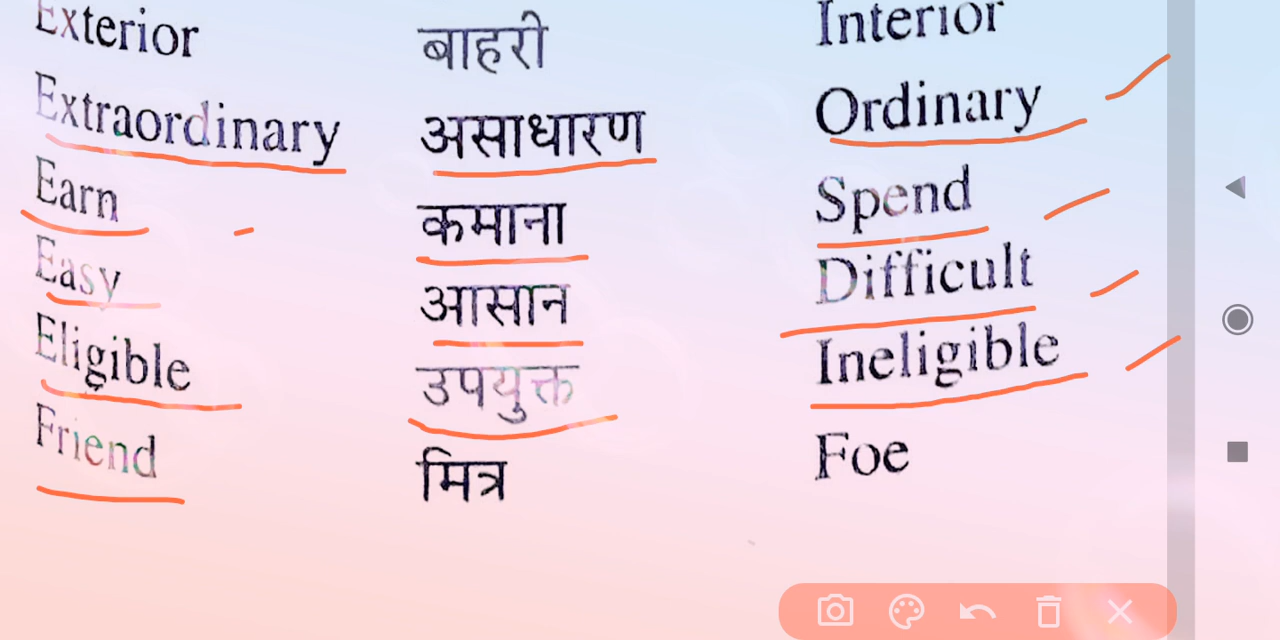 Exterior बाहरी Interior
Extraordinary असाधारण Ordinary
Earn कमाना Spend
Easy आसान Difficult
Eligible उपयुक्त Ineligible
Friend मित्र Foe